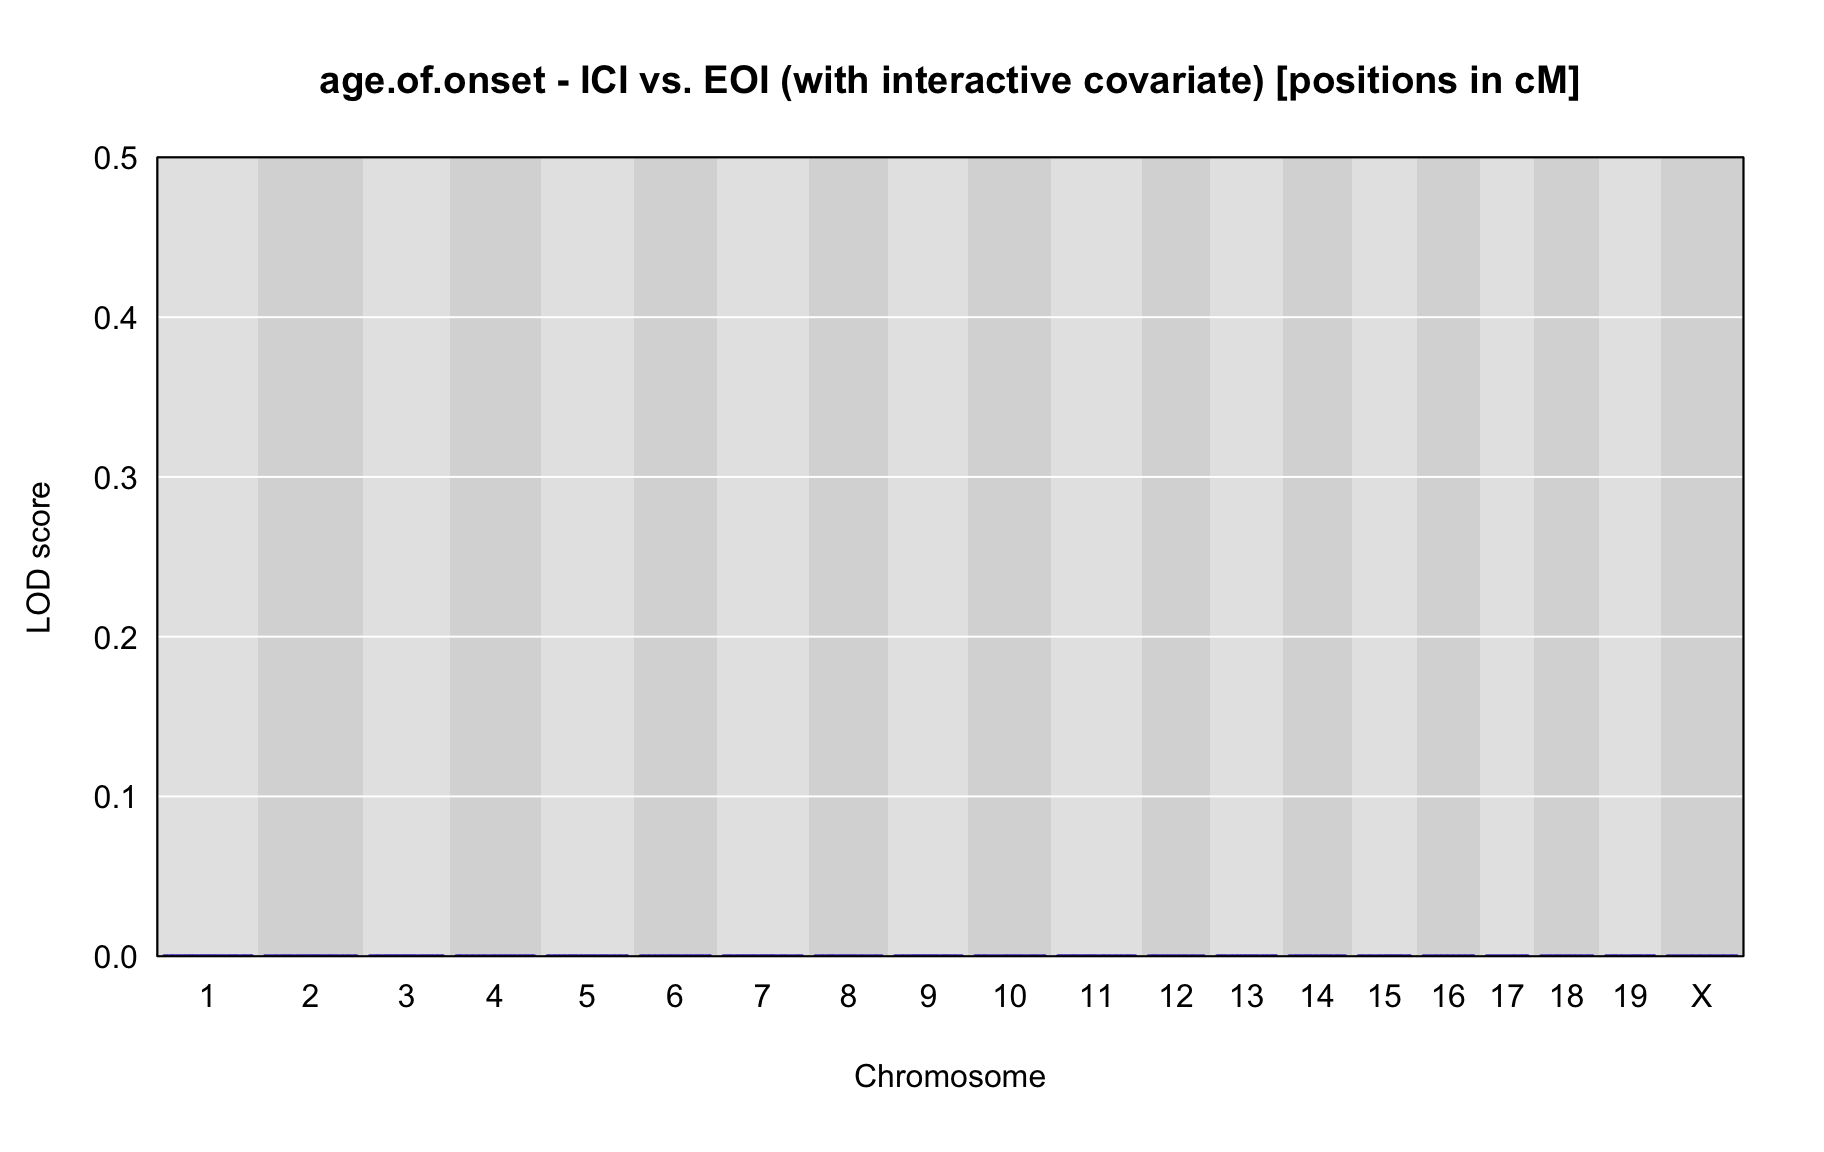 age.of.onset - ICI vs. EOI (with interactive covariate) [positions in cM]
0.5
0.4
0.3
0.2
0.1
0.0
LOD score
1 2 3 4 5 6 7 8 9 10 11 12 13 14 15 16 17 18 19 X
Chromosome